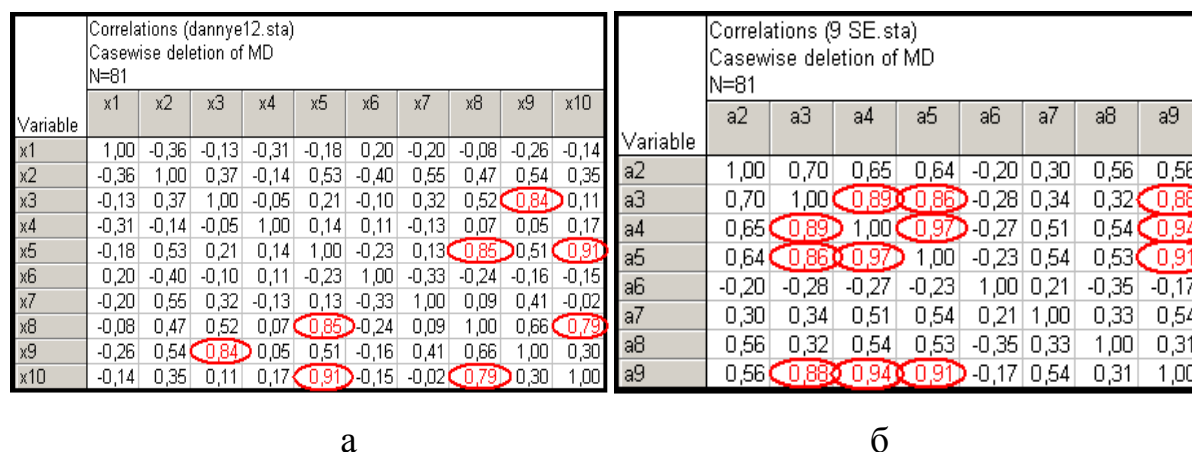 Correlations (dannye12.sta)
Casewise deletion of MD
N=81
Variable x1 x2 x3 x4 x5 x6 x7 x8 x9 x10
x1 1,00 -0,36 -0,13 -0,31 -0,18 0,20 -0,20 -0,08 -0,26 -0,14
x2 -0,36 1,00 0,37 -0,14 0,53 -0,40 0,55 0,47 0,54 0,35
x3 -0,13 0,37 1,00 -0,05 0,21 -0,10 0,32 0,52 0,84 0,11
x4 -0,31 -0,14 -0,05 1,00 0,14 0,11 -0,13 0,07 0,05 0,17
x5 -0,18 0,53 0,21 0,14 1,00 -0,23 0,13 0,85 0,51 0,91
x6 0,20 -0,40 -0,10 0,11 -0,23 1,00 -0,33 -0,24 -0,16 -0,15
x7 -0,20 0,55 0,32 -0,13 0,13 -0,33 1,00 0,09 0,41 -0,02
x8 -0,08 0,47 0,52 0,07 0,85 -0,24 0,09 1,00 0,66 0,79
x9 -0,26 0,54 0,84 0,05 0,51 -0,16 0,41 0,66 1,00 0,30
x10 -0,14 0,35 0,11 0,17 0,91 -0,15 -0,02 0,79 0,30 1,00
а
Correlations (9 SE.sta)
Casewise deletion of MD
N=81
Variable a2 a3 a4 a5 a6 a7 a8 a9
a2 1,00 0,70 0,65 0,64 -0,20 0,30 0,56 0,56
a3 0,70 1,00 0,89 0,86 -0,28 0,34 0,32 0,88
a4 0,65 0,89 1,00 0,97 -0,27 0,51 0,54 0,94
a5 0,64 0,86 0,97 1,00 -0,23 0,54 0,53 0,91
a6 -0,20 -0,28 -0,27 -0,23 1,00 0,21 -0,35 -0,17
a7 0,30 0,34 0,51 0,54 0,21 1,00 0,33 0,54
a8 0,56 0,32 0,54 0,53 -0,35 0,33 1,00 0,31
a9 0,56 0,88 0,94 0,91 -0,17 0,54 0,31 1,00
б